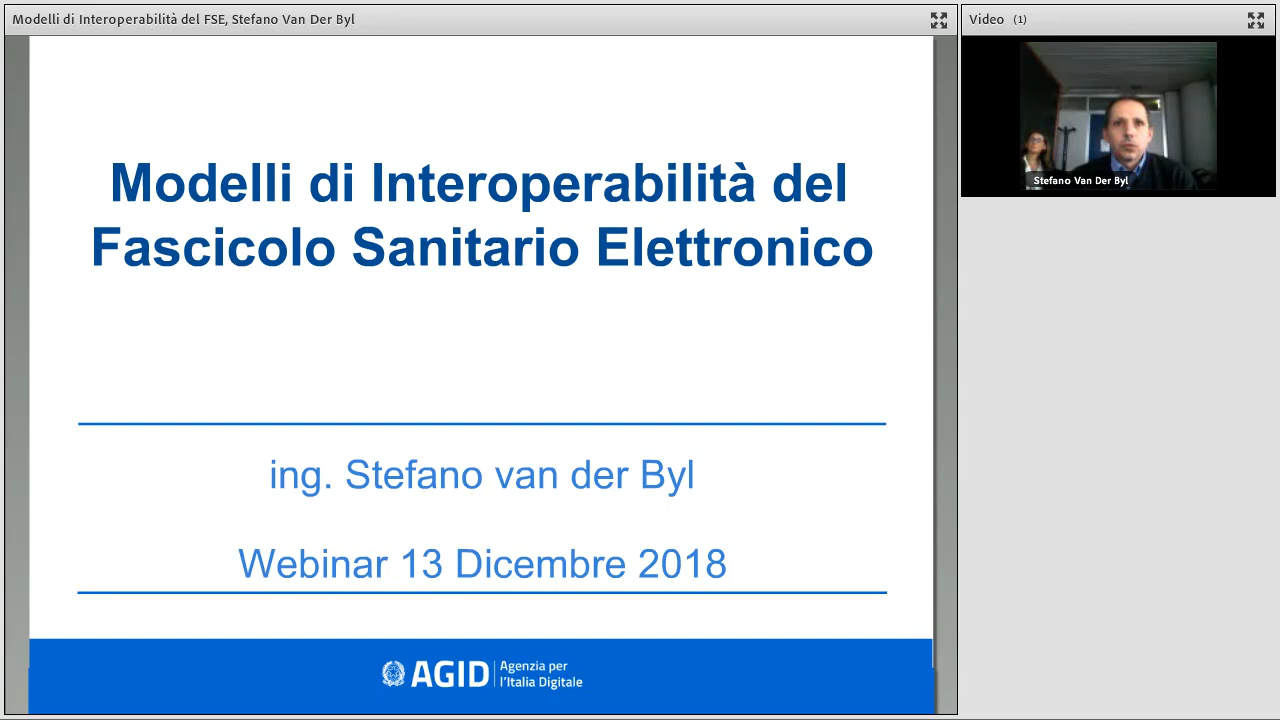 Modelli di Interoperabilità del FSE, Stefano Van Der Byl
Video (1)
Modelli di Interoperabilità del
Fascicolo Sanitario Elettronico
Stefano Van Der Byl
ing. Stefano van der Byl
Webinar 13 Dicembre 2018
AGID
Agenzia per
l'Italia Digitale